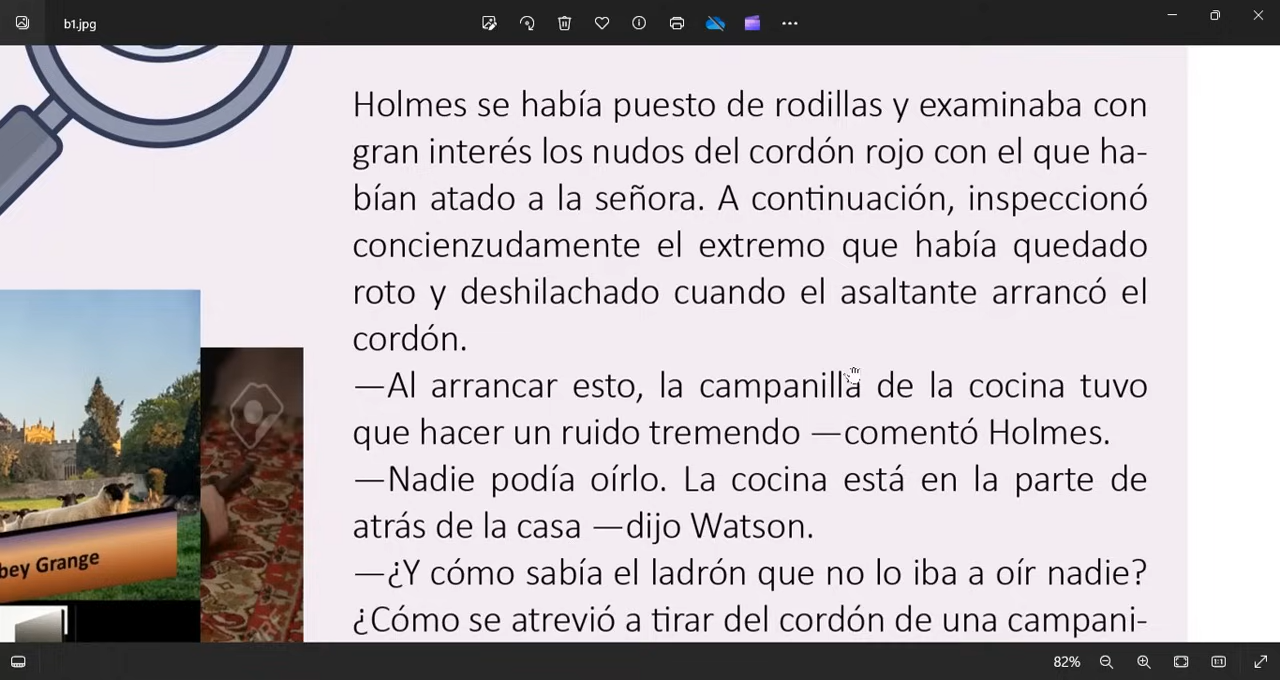 b1.jpg
Holmes se había puesto de rodillas y examinaba con
gran interés los nudos del cordón rojo con el que ha-
bían atado a la señora. A continuación, inspeccionó
concienzudamente el extremo que había quedado
roto y deshilachado cuando el asaltante arrancó el
cordón.
—Al arrancar esto, la campanilla de la cocina tuvo
que hacer un ruido tremendo —comentó Holmes.
—Nadie podía oírlo. La cocina está en la parte de
atrás de la casa —dijo Watson.
—¿Y cómo sabía el ladrón que no lo iba a oír nadie?
¿Cómo se atrevió a tirar del cordón de una campani-
bey Grange
82%